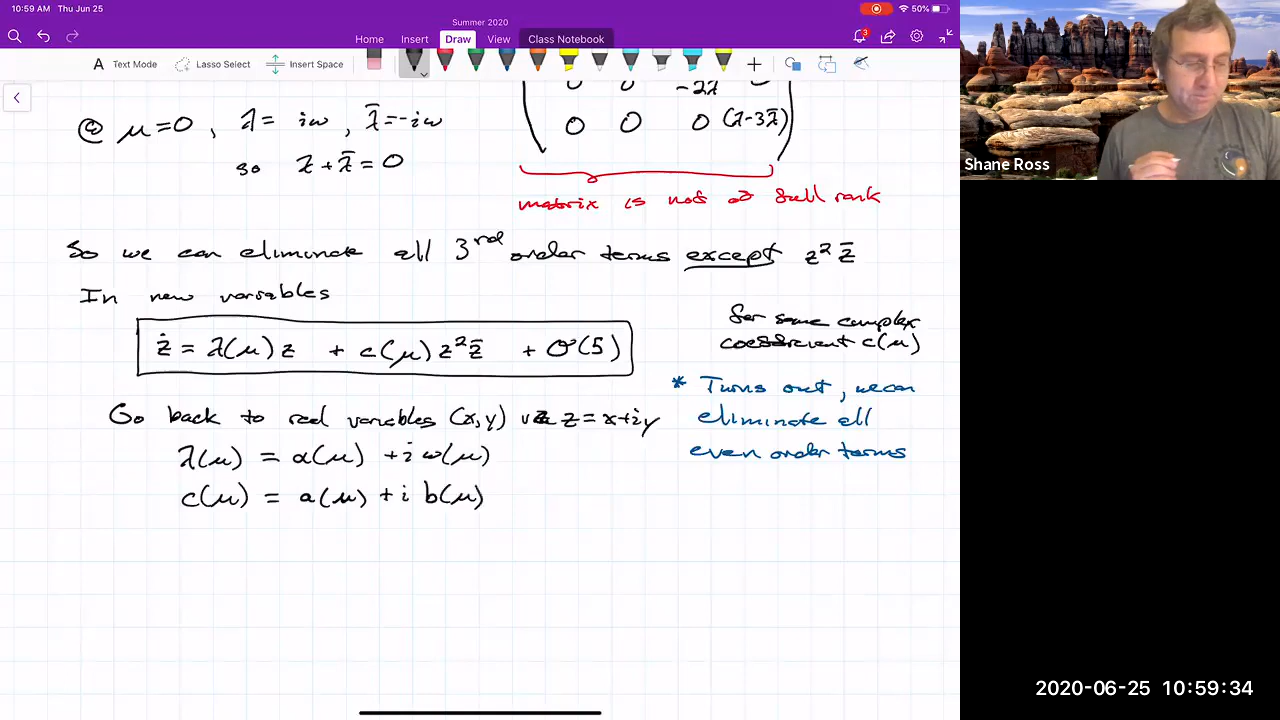 10:59 AM Thu Jun 25
50%
Summer 2020
Home Insert Draw View Class Notebook
3
A Text Mode Lasso Select Insert Space
@ μ=0, λ = iω, λ̄ = -iω
so λ + λ̄ = 0
0 0 -2λ 0
0 0 0 (λ-3λ̄)
matrix is not of full rank
So we can eliminate all 3rd order terms except z² z̄
In new variables
ż = λ(μ) z + c(μ) z² z̄ + O(5)
for some complex
coefficient c(μ)
* Turns out, we can
eliminate all
even order terms
Go back to real variables (x,y) via z = x+iy
λ(μ) = α(μ) + i ω(μ)
c(μ) = a(μ) + i b(μ)
Shane Ross
2020-06-25 10:59:34